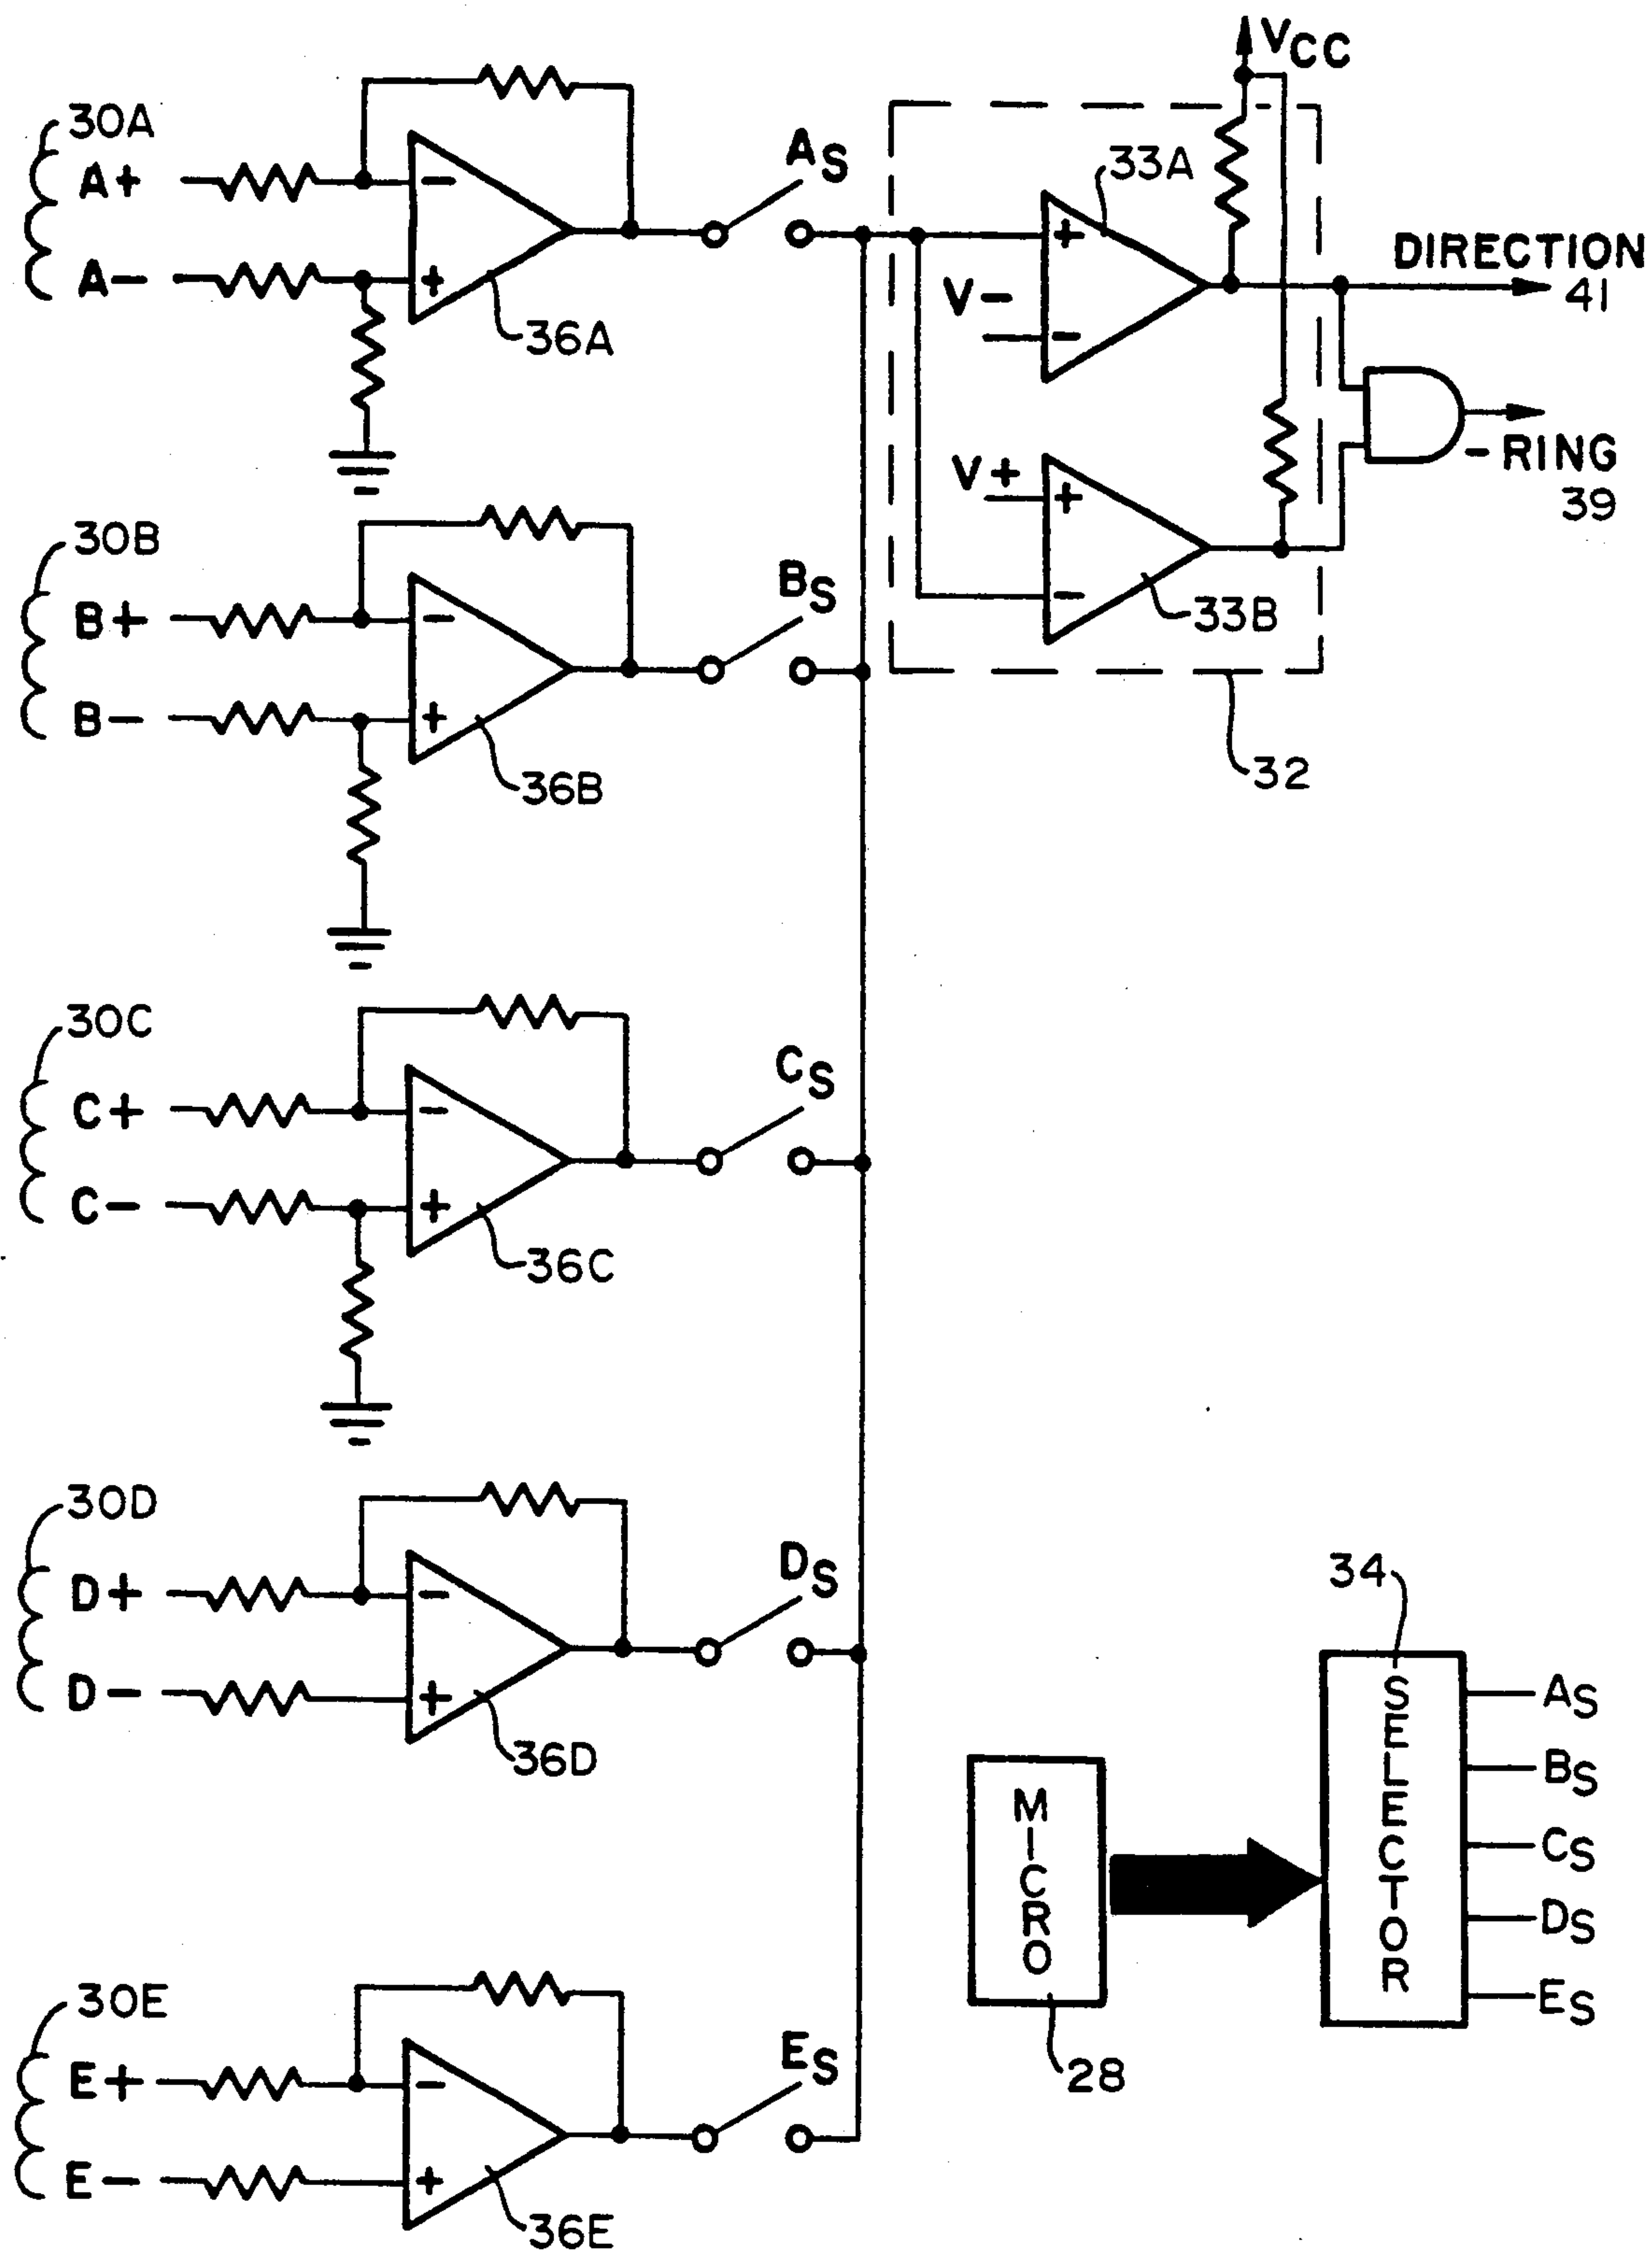 VCC
30A
A+
−
A−
+
36A
AS
33A
+
V−
−
DIRECTION
41
−RING
39
V+
+
−
33B
32
30B
B+
−
B−
+
36B
BS
30C
C+
−
C−
+
36C
CS
30D
D+
−
D−
+
36D
DS
30E
E+
−
E−
+
36E
ES
MICRO
28
34
SELECTOR
AS
BS
CS
DS
ES